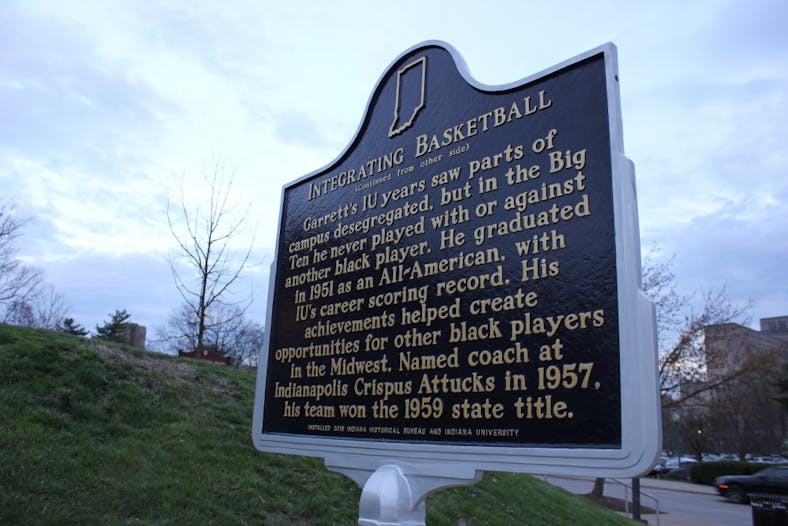 INTEGRATING BASKETBALL
(Continued from other side)
Garrett's IU years saw parts of
campus desegregated, but in the Big
Ten he never played with or against
another black player. He graduated
in 1951 as an All-American, with
IU's career scoring record. His
achievements helped create
opportunities for other black players
in the Midwest. Named coach at
Indianapolis Crispus Attucks in 1957,
his team won the 1959 state title.
INSTALLED 2018 INDIANA HISTORICAL BUREAU AND INDIANA UNIVERSITY